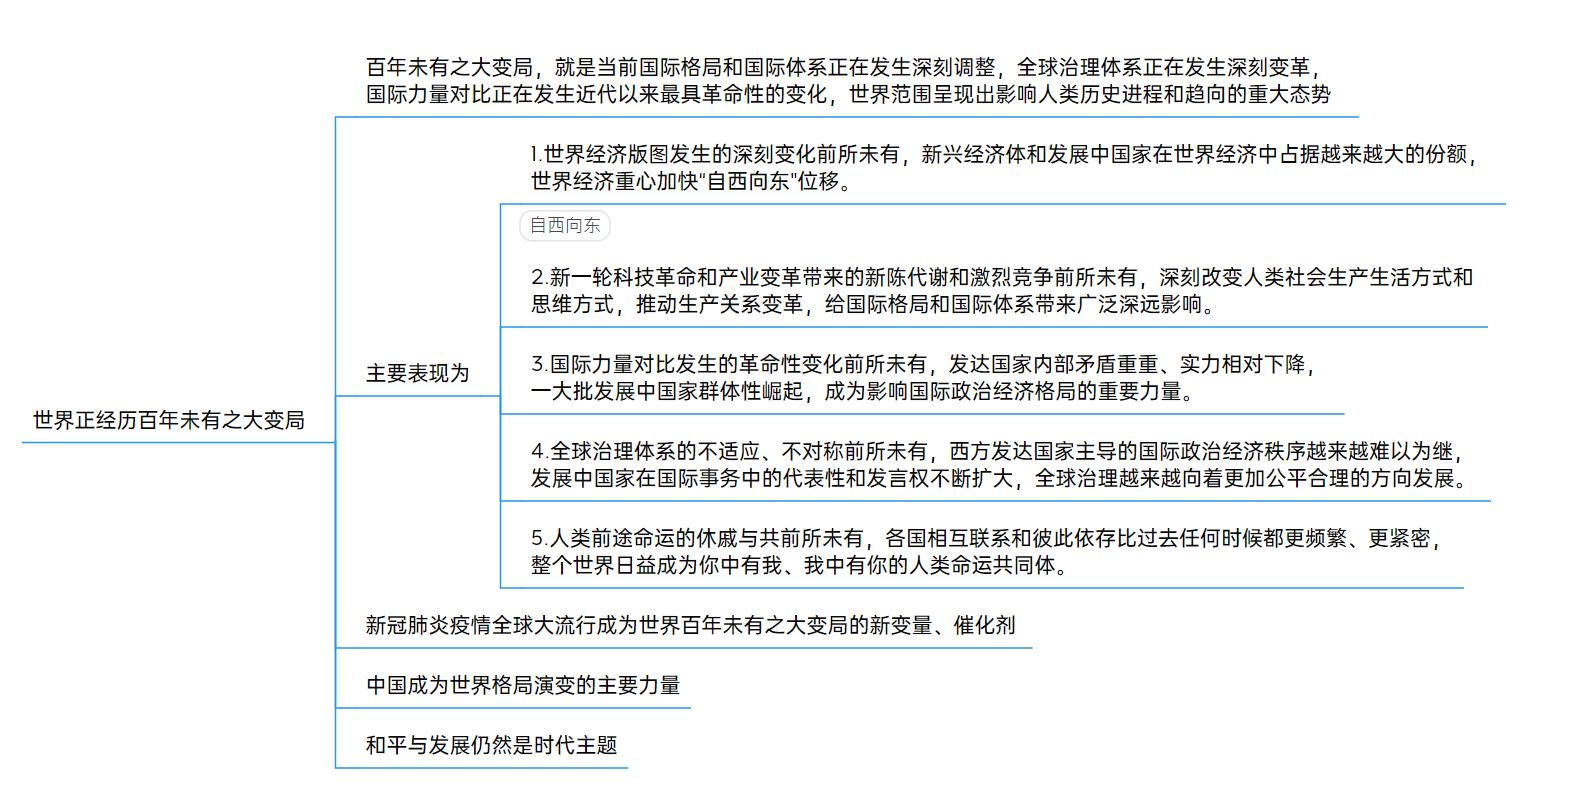 百年未有之大变局，就是当前国际格局和国际体系正在发生深刻调整，全球治理体系正在发生深刻变革，
国际力量对比正在发生近代以来最具革命性的变化，世界范围呈现出影响人类历史进程和趋向的重大态势
1.世界经济版图发生的深刻变化前所未有，新兴经济体和发展中国家在世界经济中占据越来越大的份额，
世界经济重心加快"自西向东"位移。
自西向东
2.新一轮科技革命和产业变革带来的新陈代谢和激烈竞争前所未有，深刻改变人类社会生产生活方式和
思维方式，推动生产关系变革，给国际格局和国际体系带来广泛深远影响。
主要表现为
3.国际力量对比发生的革命性变化前所未有，发达国家内部矛盾重重、实力相对下降，
一大批发展中国家群体性崛起，成为影响国际政治经济格局的重要力量。
世界正经历百年未有之大变局
4.全球治理体系的不适应、不对称前所未有，西方发达国家主导的国际政治经济秩序越来越难以为继，
发展中国家在国际事务中的代表性和发言权不断扩大，全球治理越来越向着更加公平合理的方向发展。
5.人类前途命运的休戚与共前所未有，各国相互联系和彼此依存比过去任何时候都更频繁、更紧密，
整个世界日益成为你中有我、我中有你的人类命运共同体。
新冠肺炎疫情全球大流行成为世界百年未有之大变局的新变量、催化剂
中国成为世界格局演变的主要力量
和平与发展仍然是时代主题